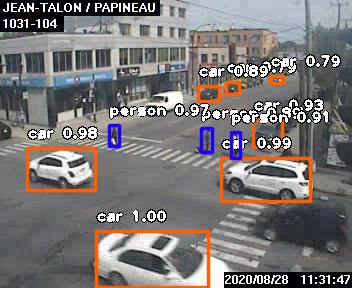 JEAN-TALON / PAPINEAU
1031-104
car 0.79
car 0.89
person 0.97
car 0.93
person 0.91
car 0.98
car 0.99
car 1.00
2020/08/28 11:31:47